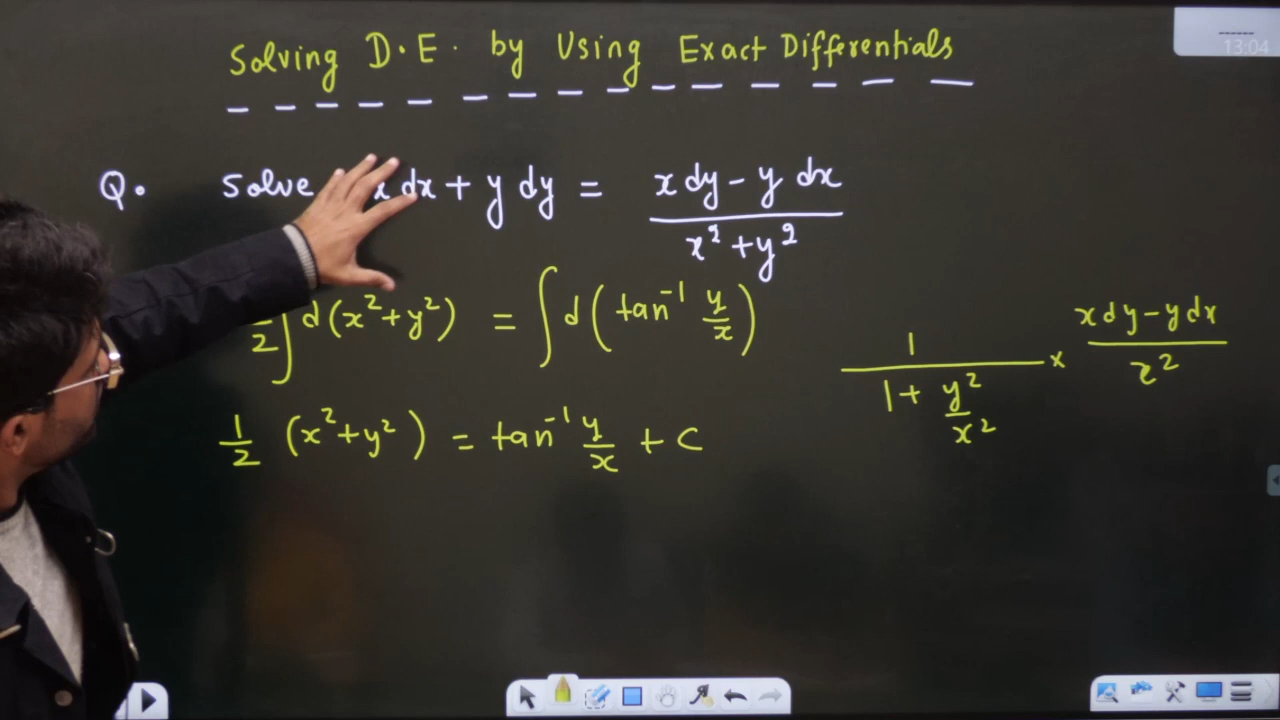 13:04
Solving D.E. by Using Exact Differentials
Q. Solve x dx + y dy = (x dy - y dx)/(x² + y²)
1/2 ∫ d(x² + y²) = ∫ d(tan⁻¹ y/x)
1/(1 + y²/x²) × (x dy - y dx)/x²
1/2 (x² + y²) = tan⁻¹ y/x + c